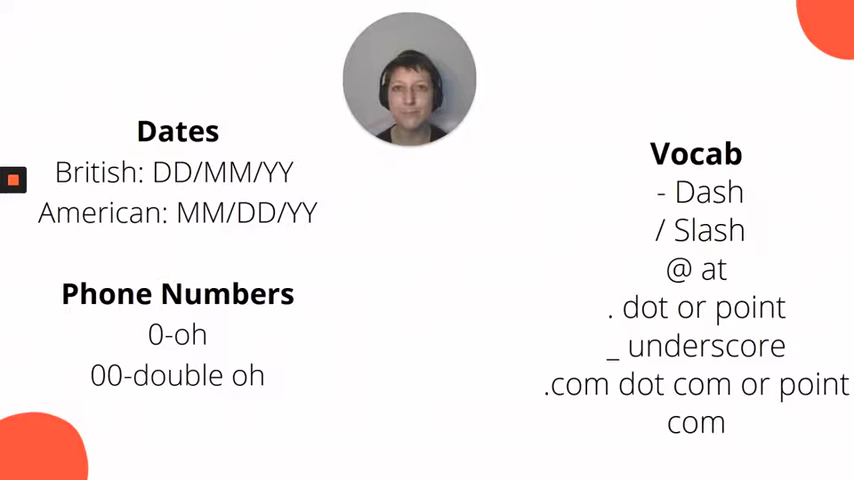 Dates
British: DD/MM/YY
American: MM/DD/YY
Phone Numbers
0-oh
00-double oh
Vocab
- Dash
/ Slash
@ at
. dot or point
_ underscore
.com dot com or point
com